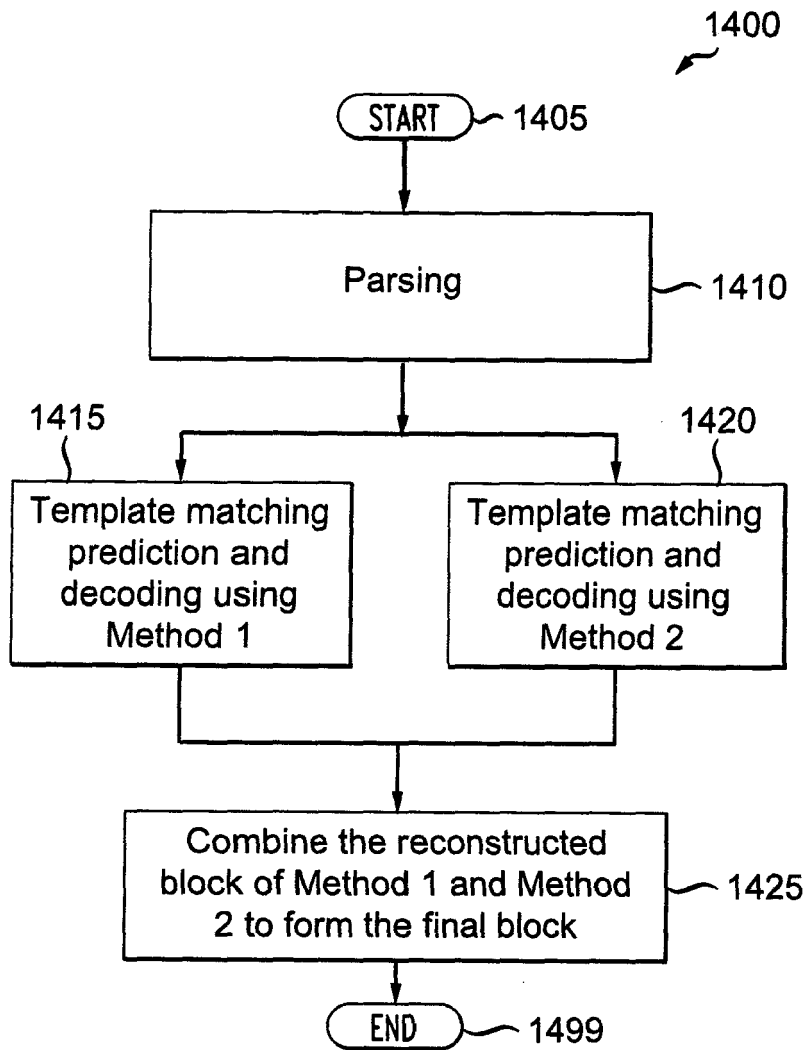 1400
START
1405
Parsing
1410
1415
1420
Template matching
prediction and
decoding using
Method 1
Template matching
prediction and
decoding using
Method 2
Combine the reconstructed
block of Method 1 and Method
2 to form the final block
1425
END
1499